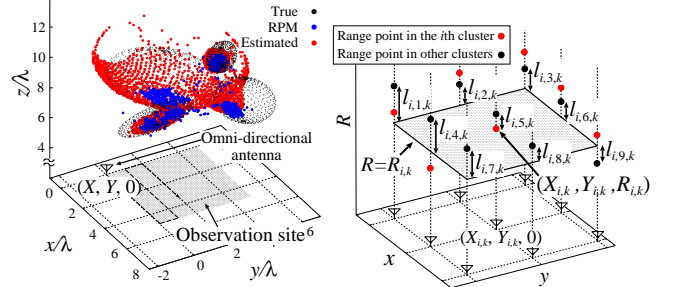 True
RPM
Estimated
12
10
8
6
4
z/λ
Omni-directional
antenna
(X, Y, 0)
0
2
4
6
8
x/λ
-2
0
2
6
y/λ
Observation site
Range point in the ith cluster
Range point in other clusters
R
l_{i,1,k}
l_{i,2,k}
l_{i,3,k}
l_{i,4,k}
l_{i,5,k}
l_{i,6,k}
l_{i,7,k}
l_{i,8,k}
l_{i,9,k}
R=R_{i,k}
(X_{i,k}, Y_{i,k}, R_{i,k})
(X_{i,k}, Y_{i,k}, 0)
x
y